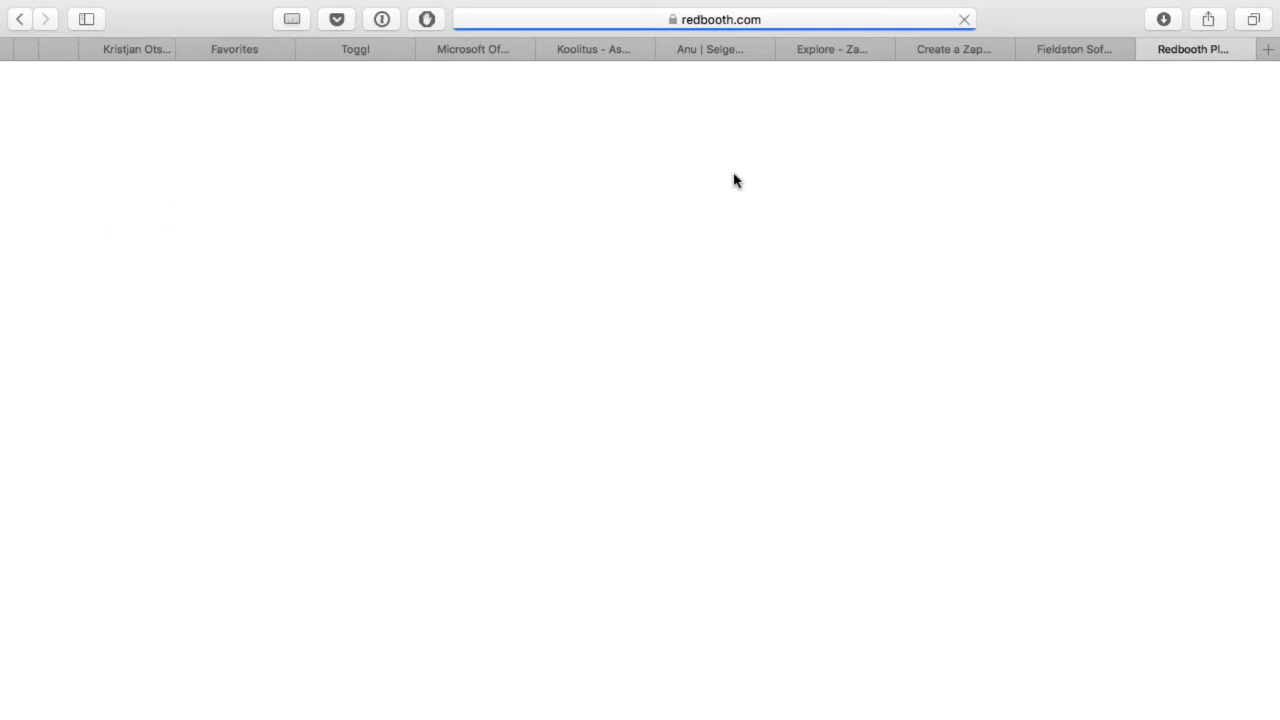 redbooth.com
Kristjan Ots...
Favorites
Toggl
Microsoft Of...
Koolitus - As...
Anu | Selge...
Explore - Za...
Create a Zap...
Fieldston Sof...
Redbooth Pl...